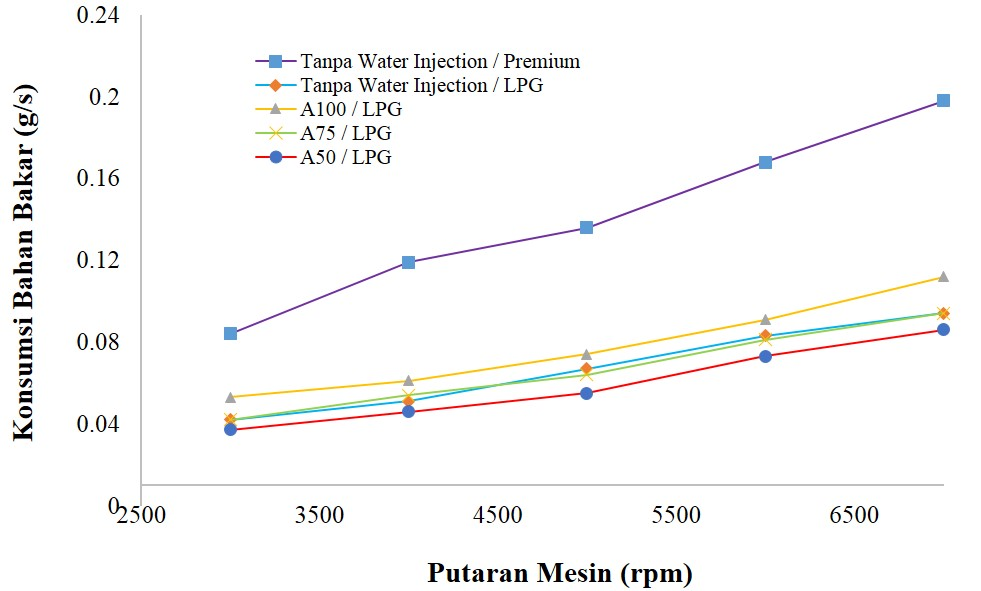 0.24
0.2
0.16
0.12
0.08
0.04
0
Konsumsi Bahan Bakar (g/s)
Tanpa Water Injection / Premium
Tanpa Water Injection / LPG
A100 / LPG
A75 / LPG
A50 / LPG
2500 3500 4500 5500 6500
Putaran Mesin (rpm)